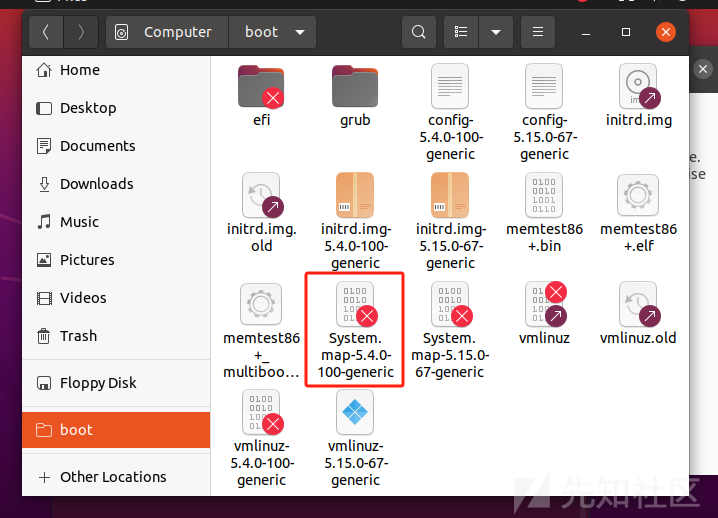 Computer
boot
Home
Desktop
Documents
Downloads
Music
Pictures
Videos
Trash
Floppy Disk
boot
Other Locations
efi
grub
config-
5.4.0-100-
generic
config-
5.15.0-67-
generic
initrd.img
initrd.img.
old
initrd.img-
5.4.0-100-
generic
initrd.img-
5.15.0-67-
generic
memtest86
+.bin
memtest86
+.elf
memtest86
+_
multiboo...
System.
map-5.4.0-
100-generic
System.
map-5.15.0-
67-generic
vmlinuz
vmlinuz.old
vmlinuz-
5.4.0-100-
generic
vmlinuz-
5.15.0-67-
generic
先知社区